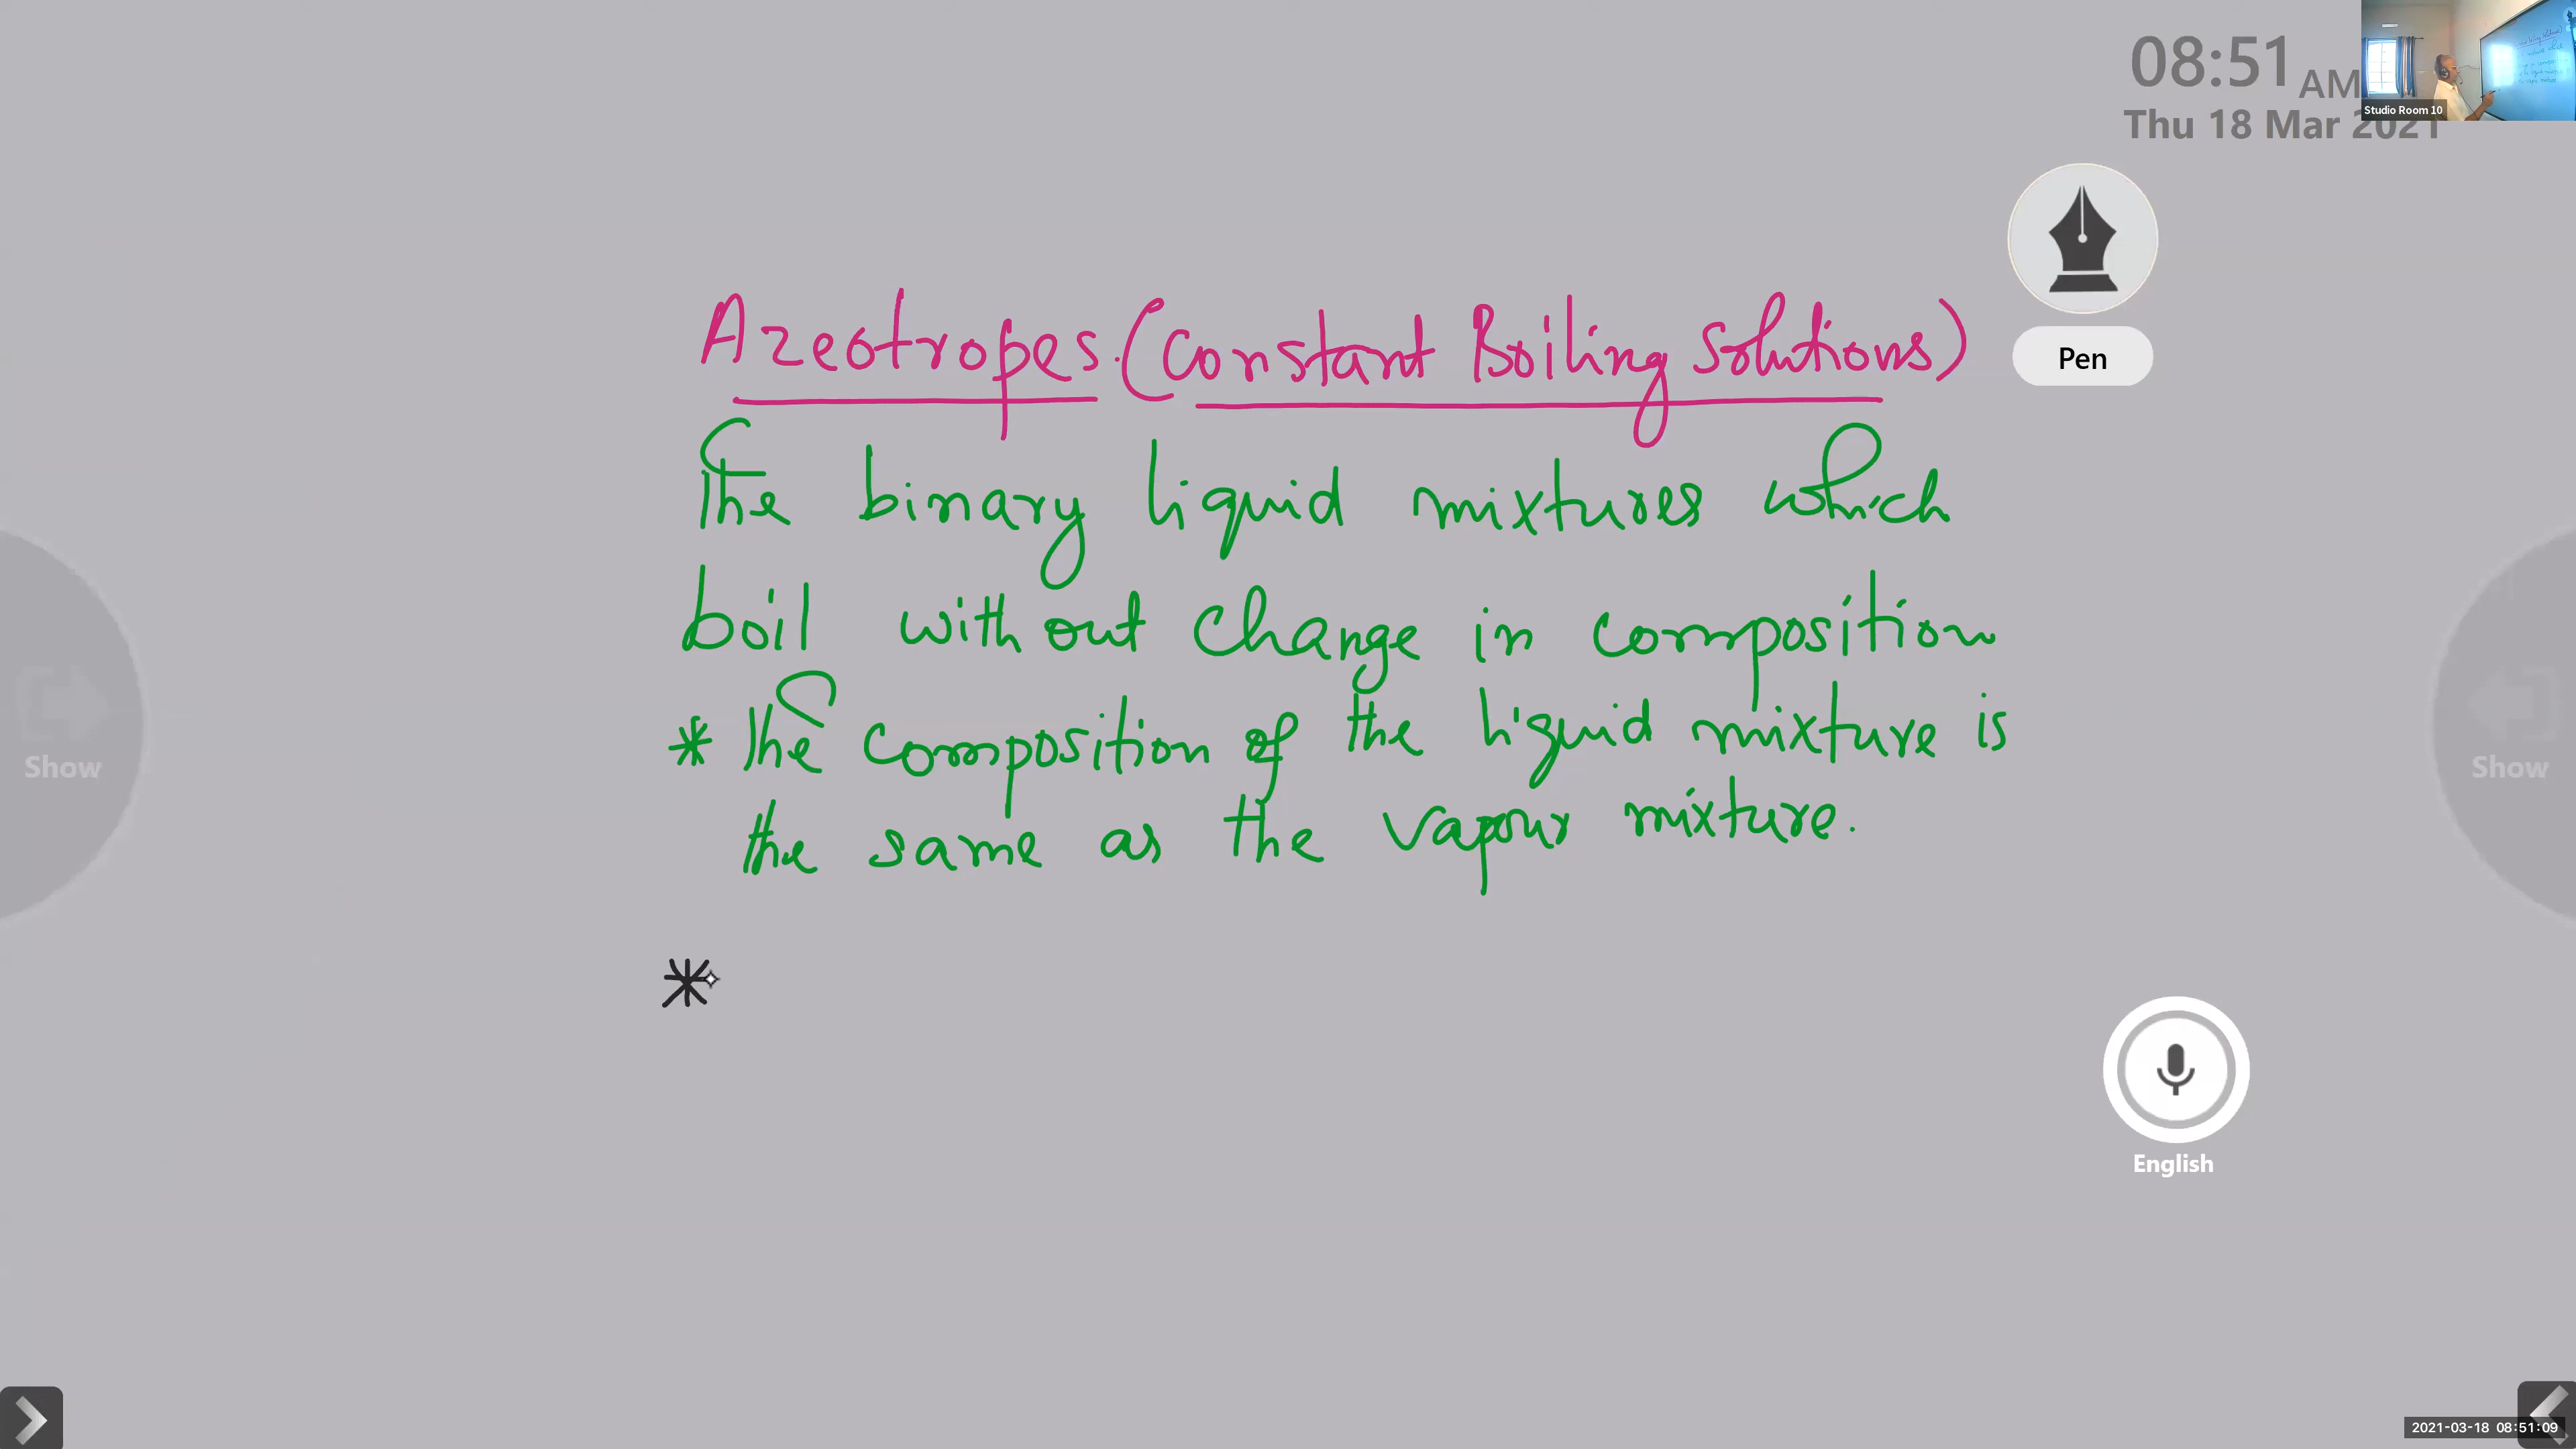 08:51 AM
Thu 18 Mar 2021
Studio Room 10
Pen
Azeotropes. (Constant Boiling Solutions)
The binary liquid mixtures which
boil with out change in composition
* The composition of the liquid mixture is
the same as the vapour mixture.
*
Show
Show
English
2021-03-18 08:51:09